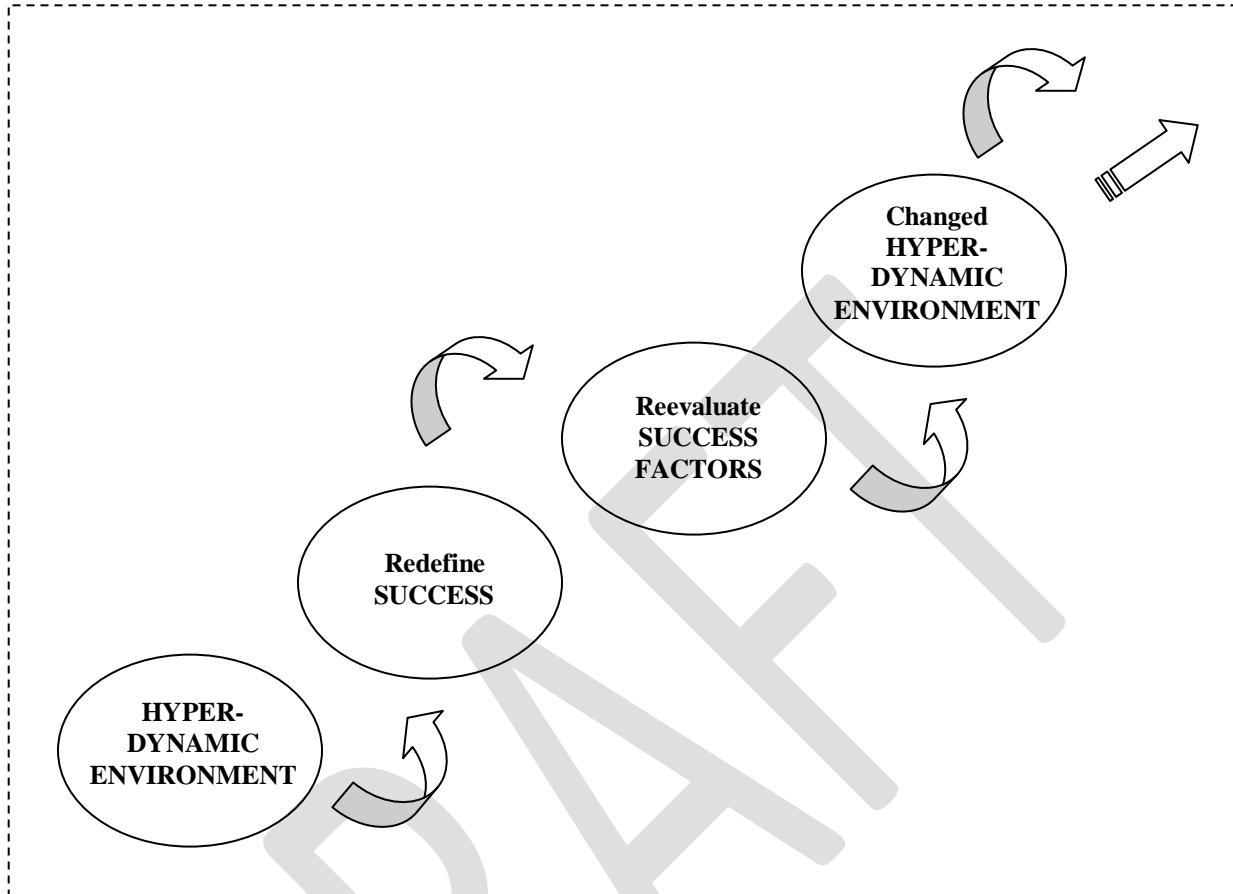 Changed
HYPER-
DYNAMIC
ENVIRONMENT
Reevaluate
SUCCESS
FACTORS
Redefine
SUCCESS
HYPER-
DYNAMIC
ENVIRONMENT
DRAFT